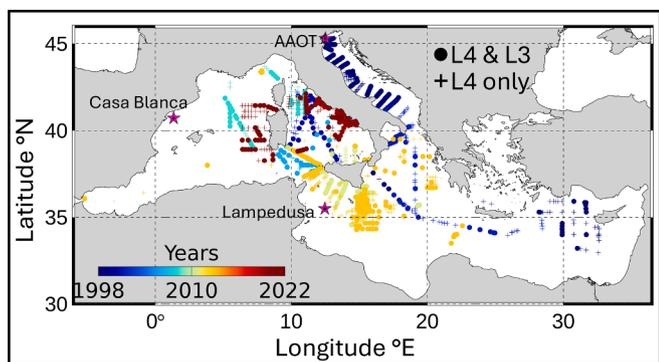 45
AAOT
L4 & L3
L4 only
Casa Blanca
40
Latitude °N
Lampedusa
35
Years
1998 2010 2022
30
0° 10 20 30
Longitude °E